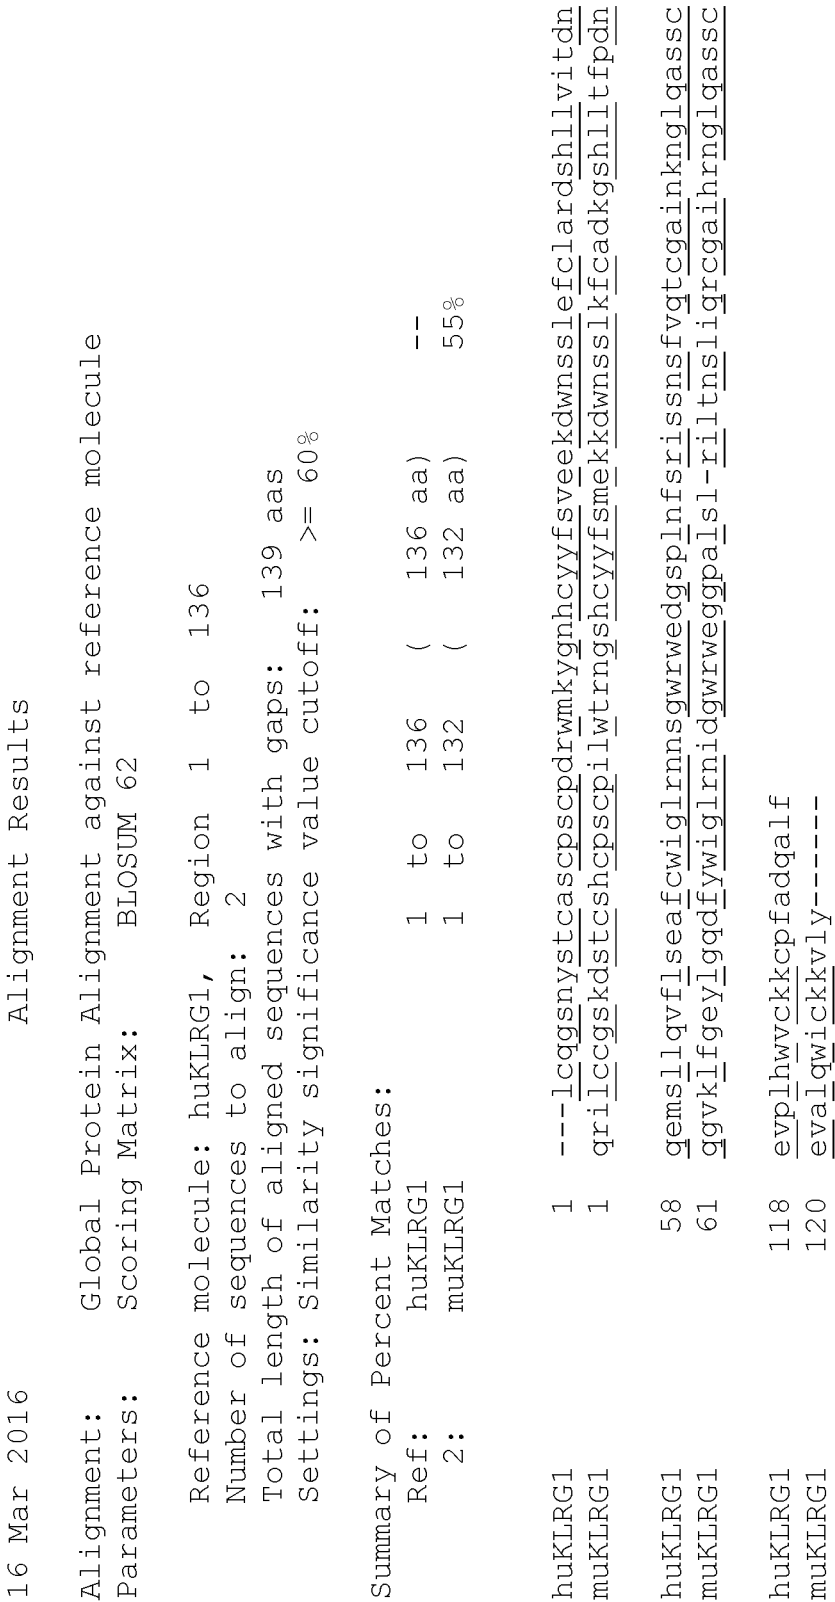 16 Mar 2016 Alignment Results
Alignment: Global Protein Alignment against reference molecule
Parameters: Scoring Matrix: BLOSUM 62
Reference molecule: huKLRG1, Region 1 to 136
Number of sequences to align: 2
Total length of aligned sequences with gaps: 139 aas
Settings: Similarity significance value cutoff: >= 60%
Summary of Percent Matches:
Ref: huKLRG1 1 to 136 ( 136 aa) --
2: muKLRG1 1 to 132 ( 132 aa) 55%
huKLRG1 1 ---lcqgsnystcascpscpdrwmkygnhcyyfsveekdwnsslefclardshllvitdn
muKLRG1 1 qrilccgskdstcshcpscpilwtrngshcyyfsmekkdwnsslkfcadkgshlltfpdn
huKLRG1 58 qemsllqvflseafcwiglrnnsgwrwedgsplnfsrissnsfvqtcgainknglqassc
muKLRG1 61 qgvklfgeylgqdfywiglrnidgwrweggpalsl-riltnsliqrcgaihrnglqassc
huKLRG1 118 evplhwvckkcpfadqalf
muKLRG1 120 evalqwickkvly------